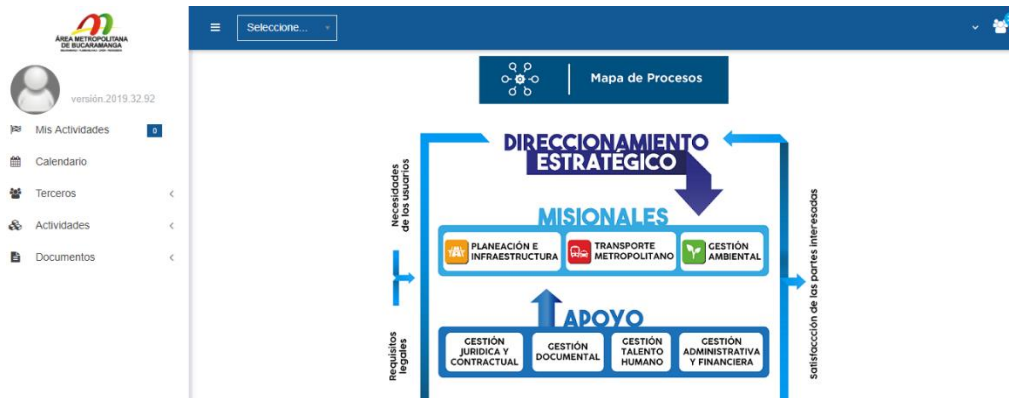 ÁREA METROPOLITANA
DE BUCARAMANGA
versión.2019.32.92
Mis Actividades
0
Calendario
Terceros
Actividades
Documentos
Seleccione...
Mapa de Procesos
DIRECCIONAMIENTO
ESTRATÉGICO
Necesidades
de los usuarios
MISIONALES
PLANEACIÓN E
INFRAESTRUCTURA
TRANSPORTE
METROPOLITANO
GESTIÓN
AMBIENTAL
Requisitos
legales
APOYO
GESTIÓN
JURIDICA Y
CONTRACTUAL
GESTIÓN
DOCUMENTAL
GESTIÓN
TALENTO
HUMANO
GESTIÓN
ADMINISTRATIVA
Y FINANCIERA
Satisfaccción de las partes interesadas